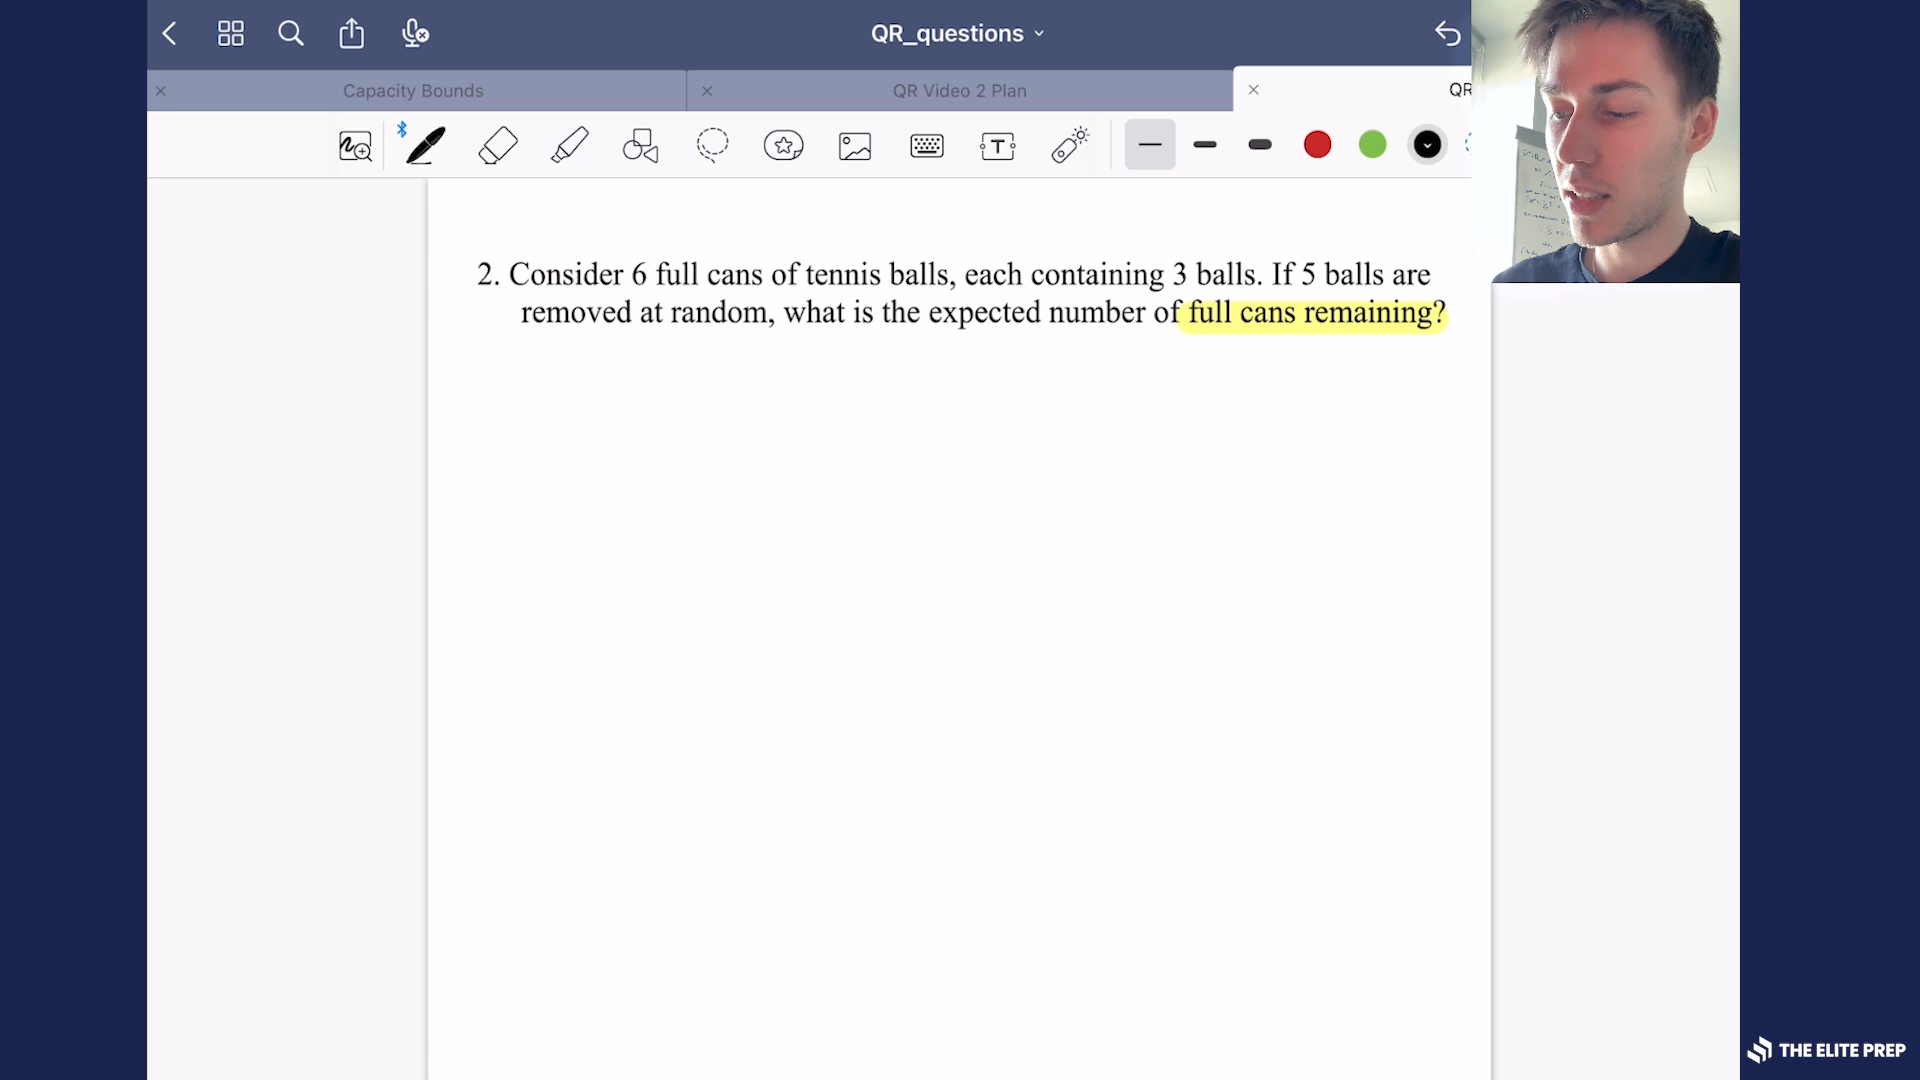 QR_questions
Capacity Bounds
QR Video 2 Plan
QR
T
2. Consider 6 full cans of tennis balls, each containing 3 balls. If 5 balls are
removed at random, what is the expected number of full cans remaining?
THE ELITE PREP